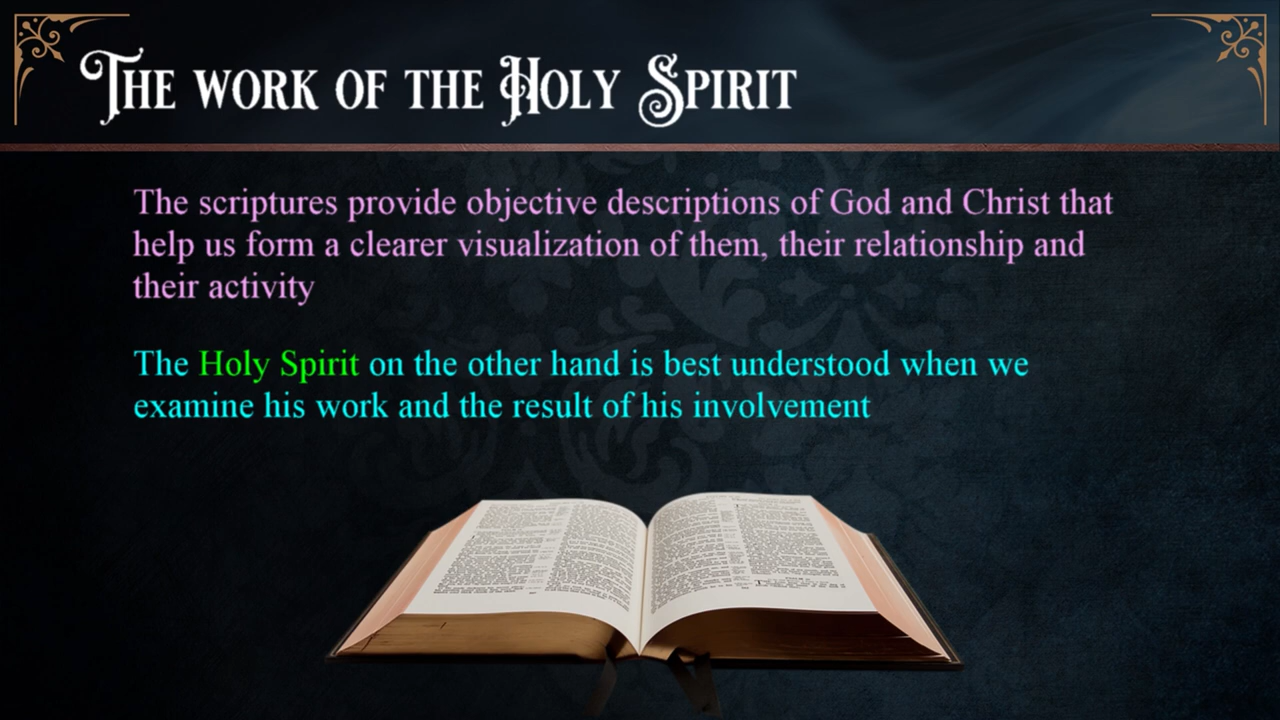 The work of the Holy Spirit
The scriptures provide objective descriptions of God and Christ that
help us form a clearer visualization of them, their relationship and
their activity
The Holy Spirit on the other hand is best understood when we
examine his work and the result of his involvement